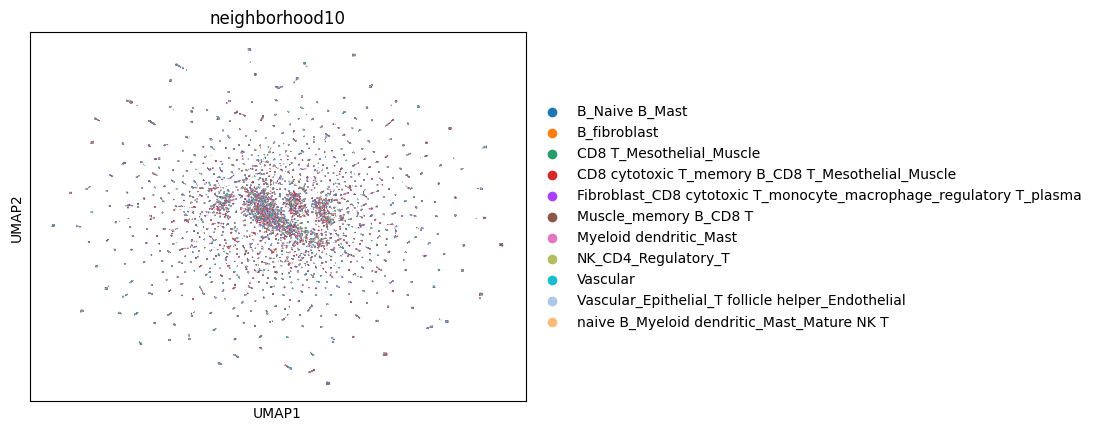 neighborhood10
UMAP2
UMAP1
B_Naive B_Mast
B_fibroblast
CD8 T_Mesothelial_Muscle
CD8 cytotoxic T_memory B_CD8 T_Mesothelial_Muscle
Fibroblast_CD8 cytotoxic T_monocyte_macrophage_regulatory T_plasma
Muscle_memory B_CD8 T
Myeloid dendritic_Mast
NK_CD4_Regulatory_T
Vascular
Vascular_Epithelial_T follicle helper_Endothelial
naive B_Myeloid dendritic_Mast_Mature NK T